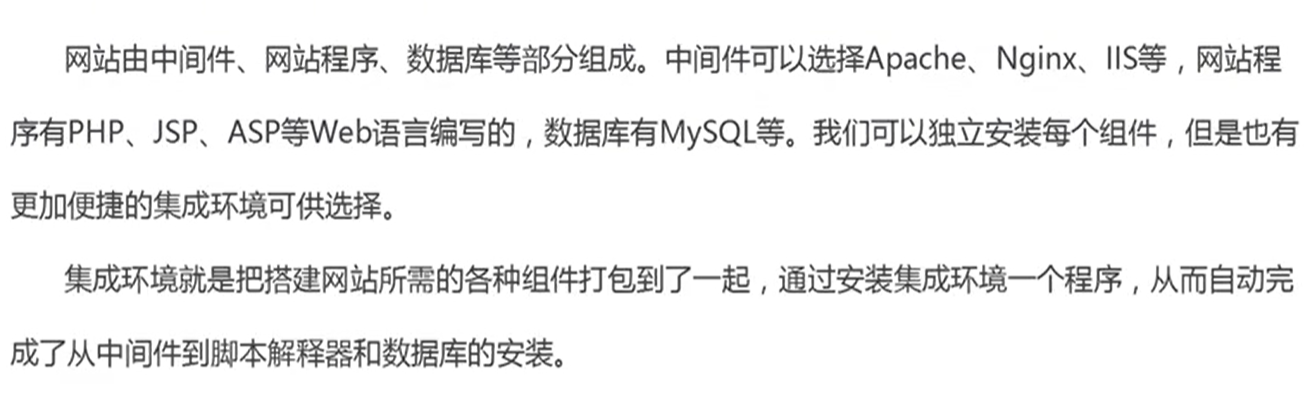 网站由中间件、网站程序、数据库等部分组成。中间件可以选择Apache、Nginx、IIS等，网站程
序有PHP、JSP、ASP等Web语言编写的，数据库有MySQL等。我们可以独立安装每个组件，但是也有
更加便捷的集成环境可供选择。
集成环境就是把搭建网站所需的各种组件打包到了一起，通过安装集成环境一个程序，从而自动完
成了从中间件到脚本解释器和数据库的安装。